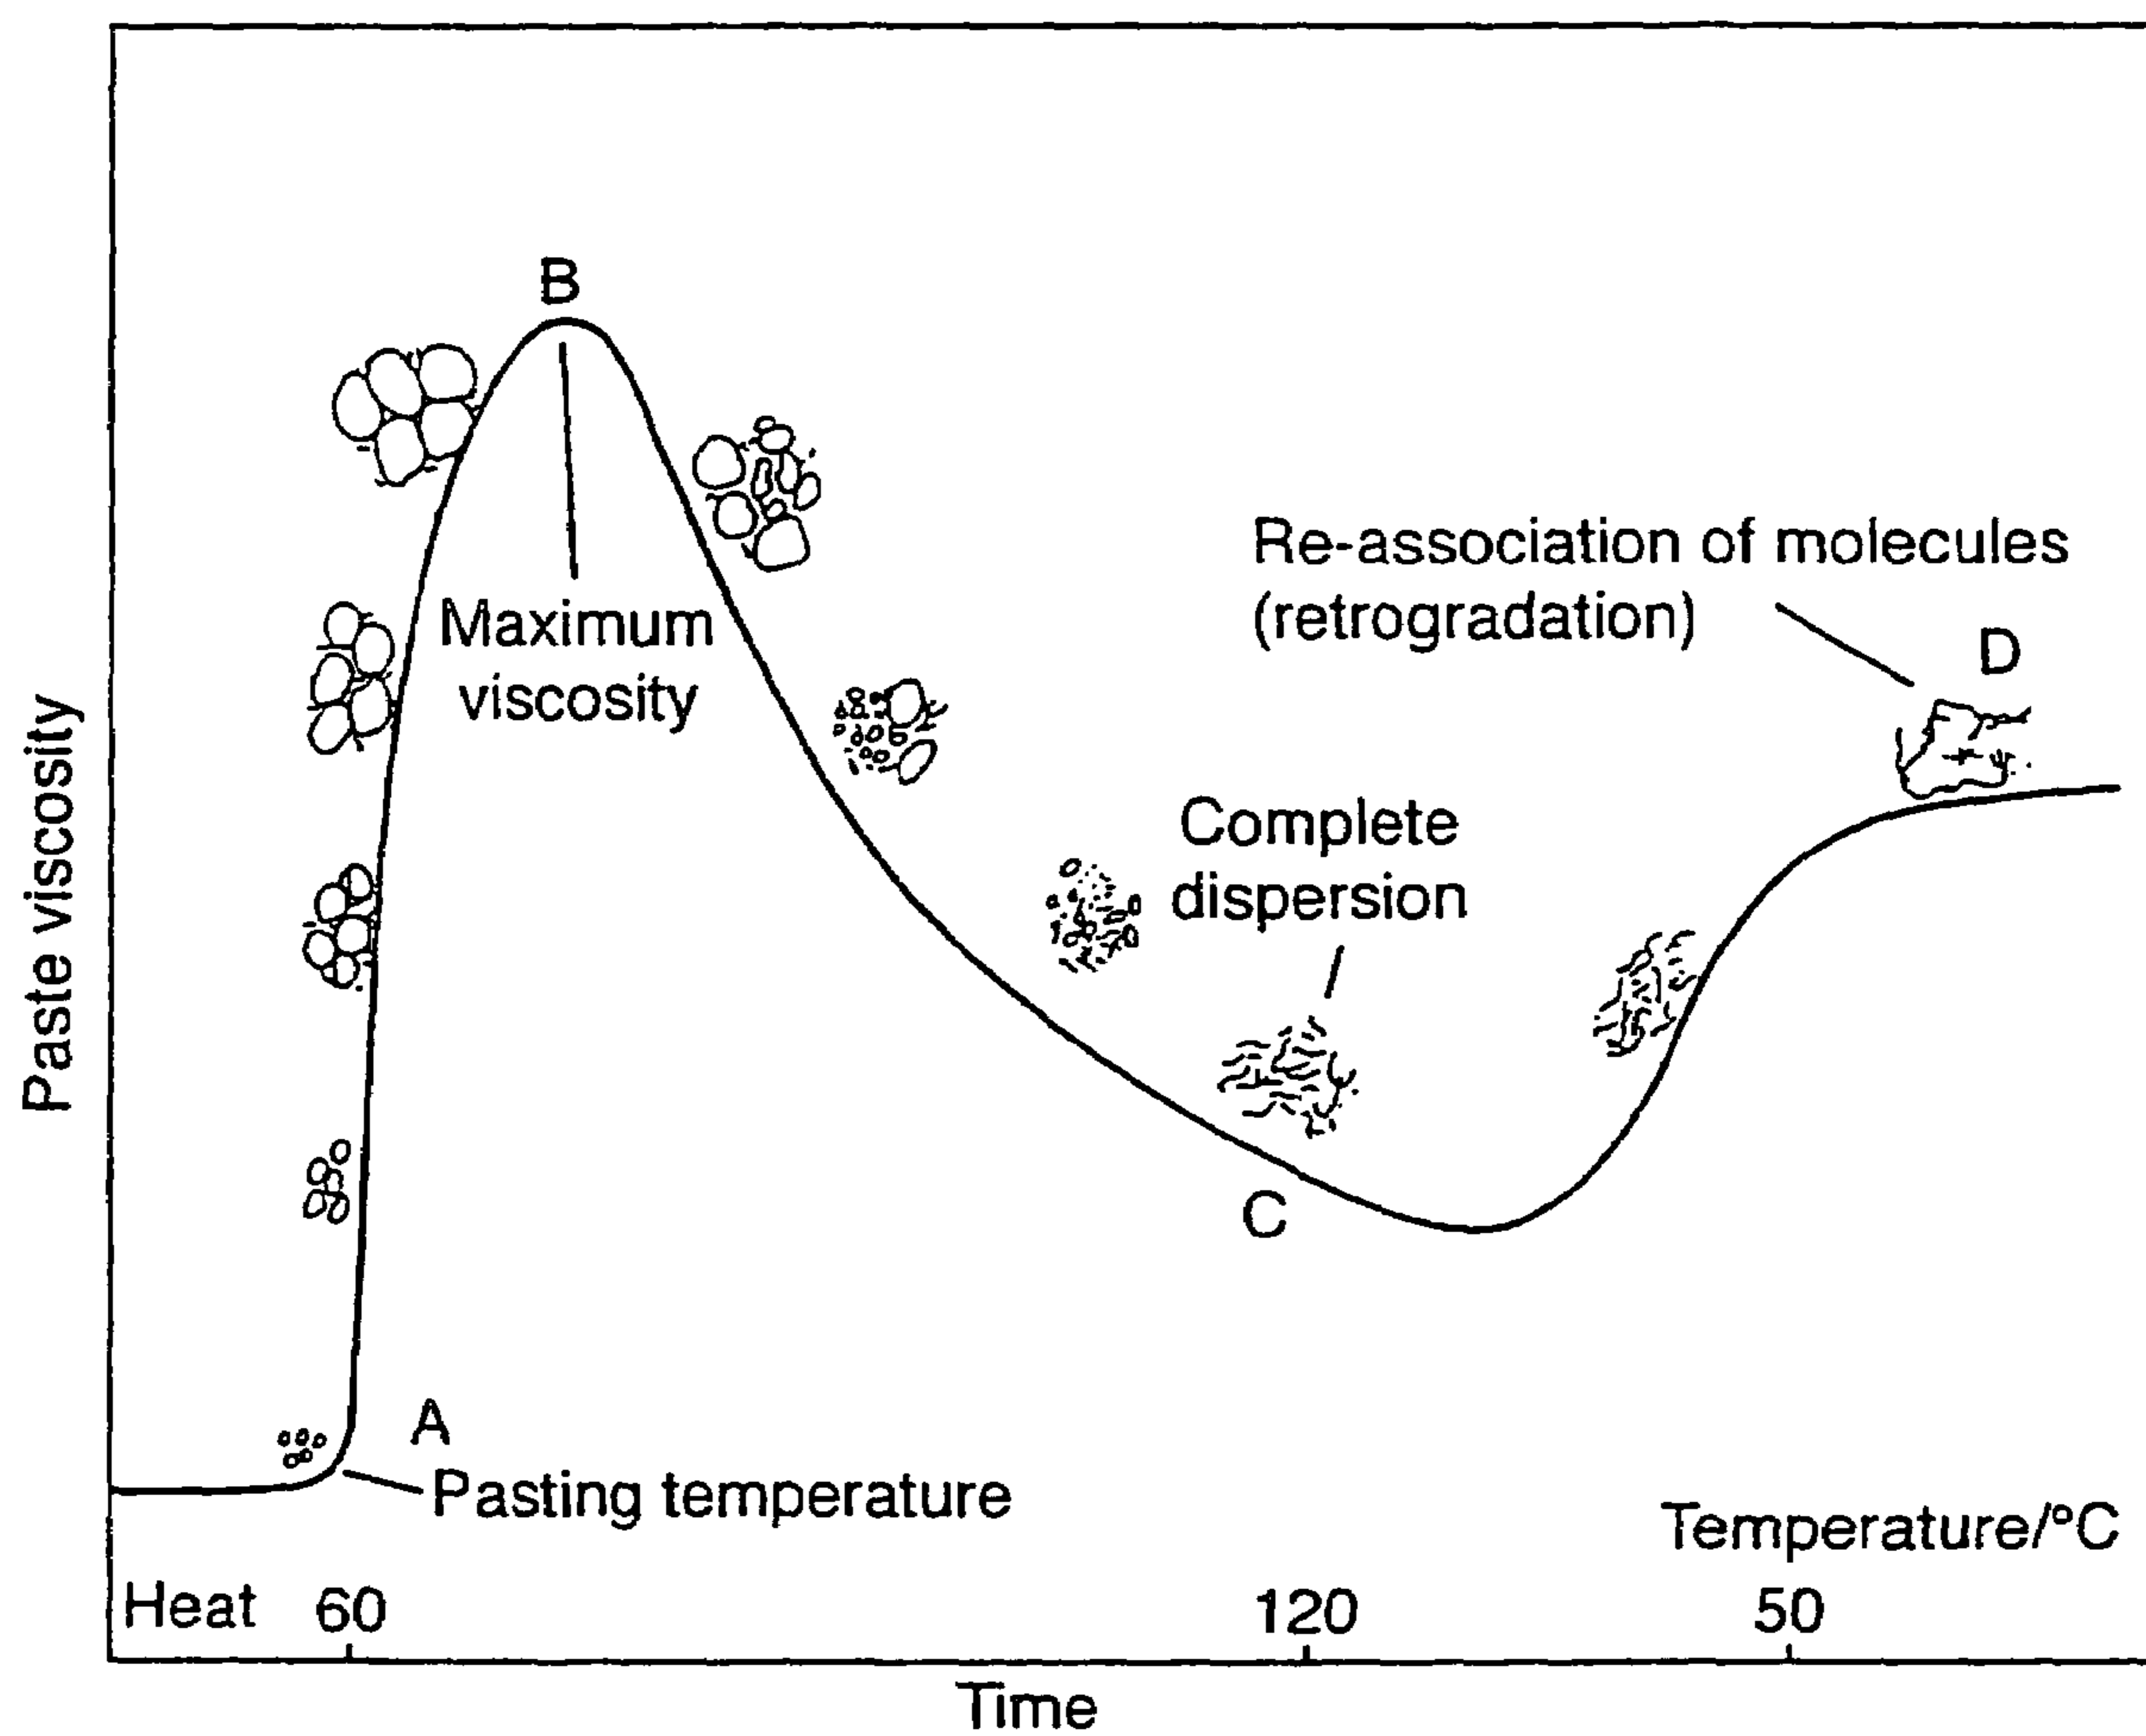 B
Maximum
viscosity
Re-association of molecules
(retrogradation)
D
Complete
dispersion
C
A
Pasting temperature
Paste viscosity
Temperature/°C
Heat 60 120 50
Time